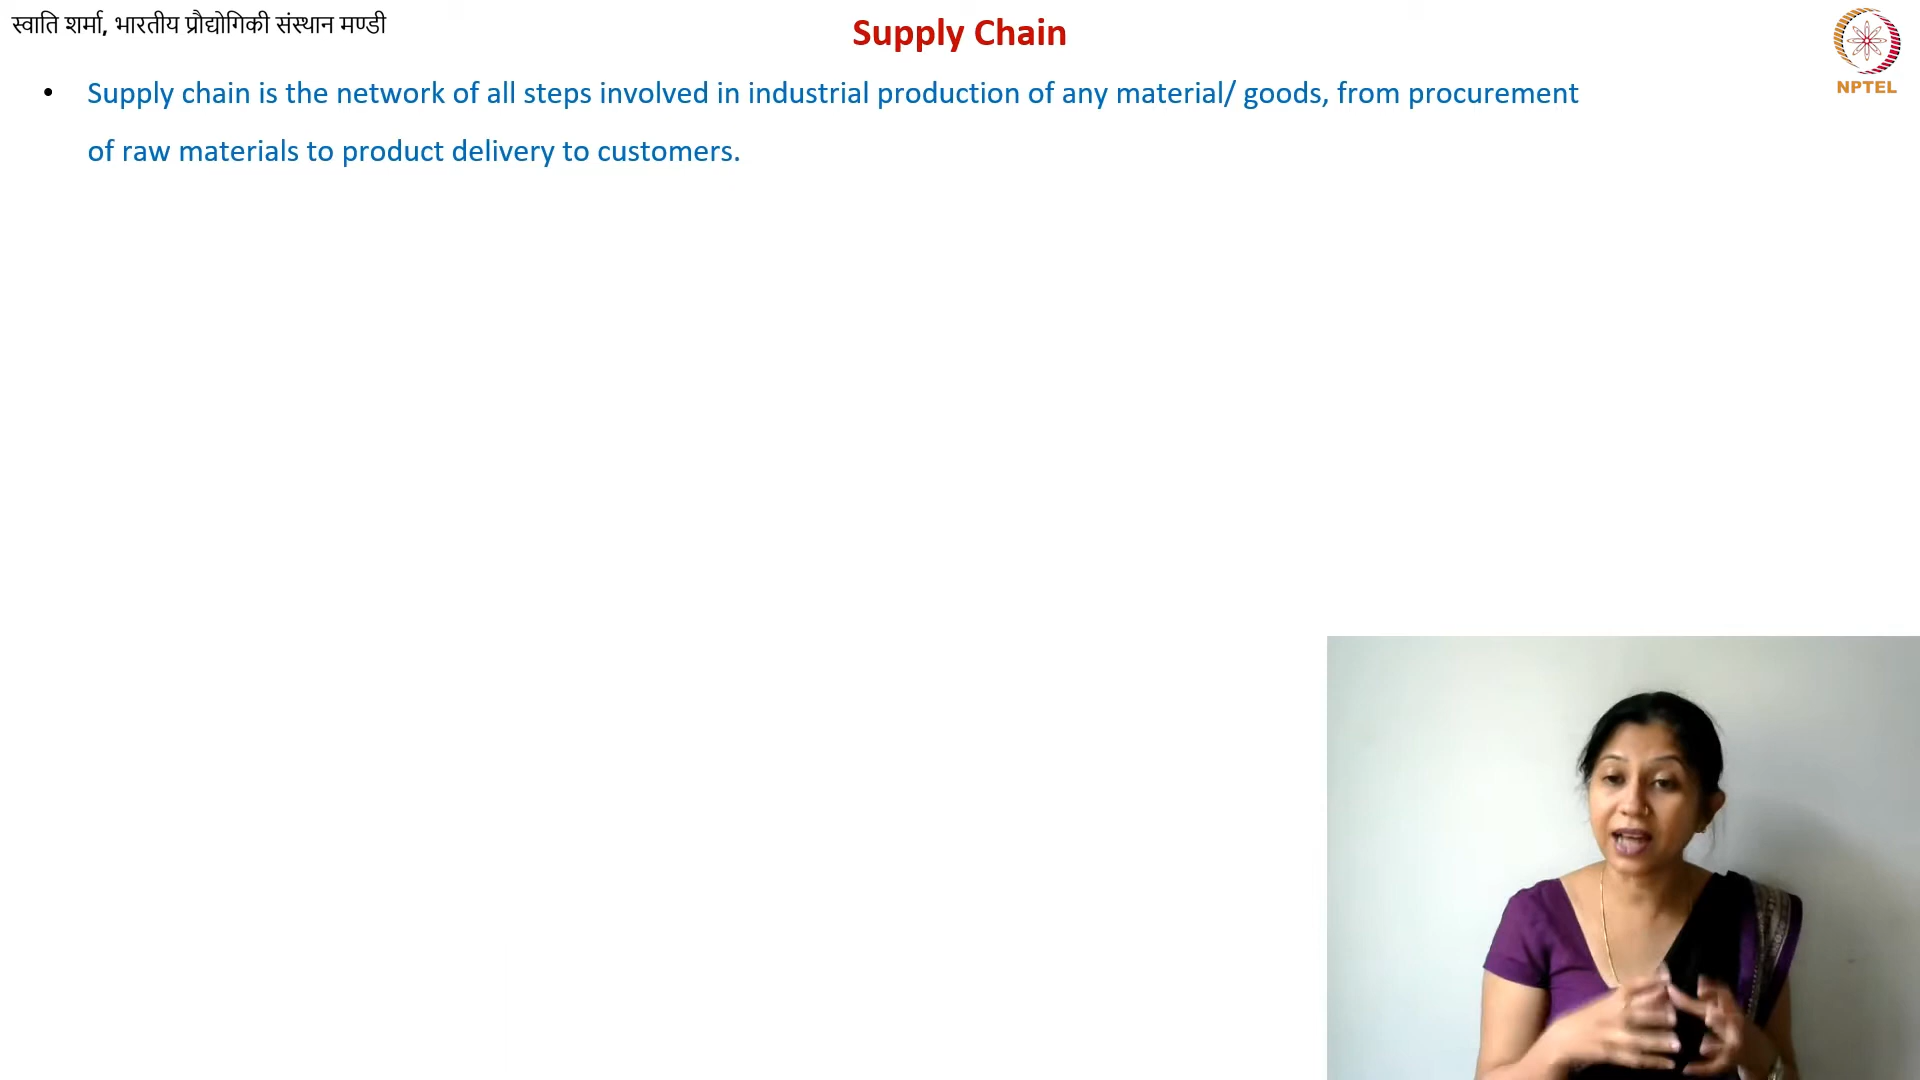 स्वाति शर्मा, भारतीय प्रौद्योगिकी संस्थान मण्डी
Supply Chain
NPTEL
• Supply chain is the network of all steps involved in industrial production of any material/ goods, from procurement
of raw materials to product delivery to customers.